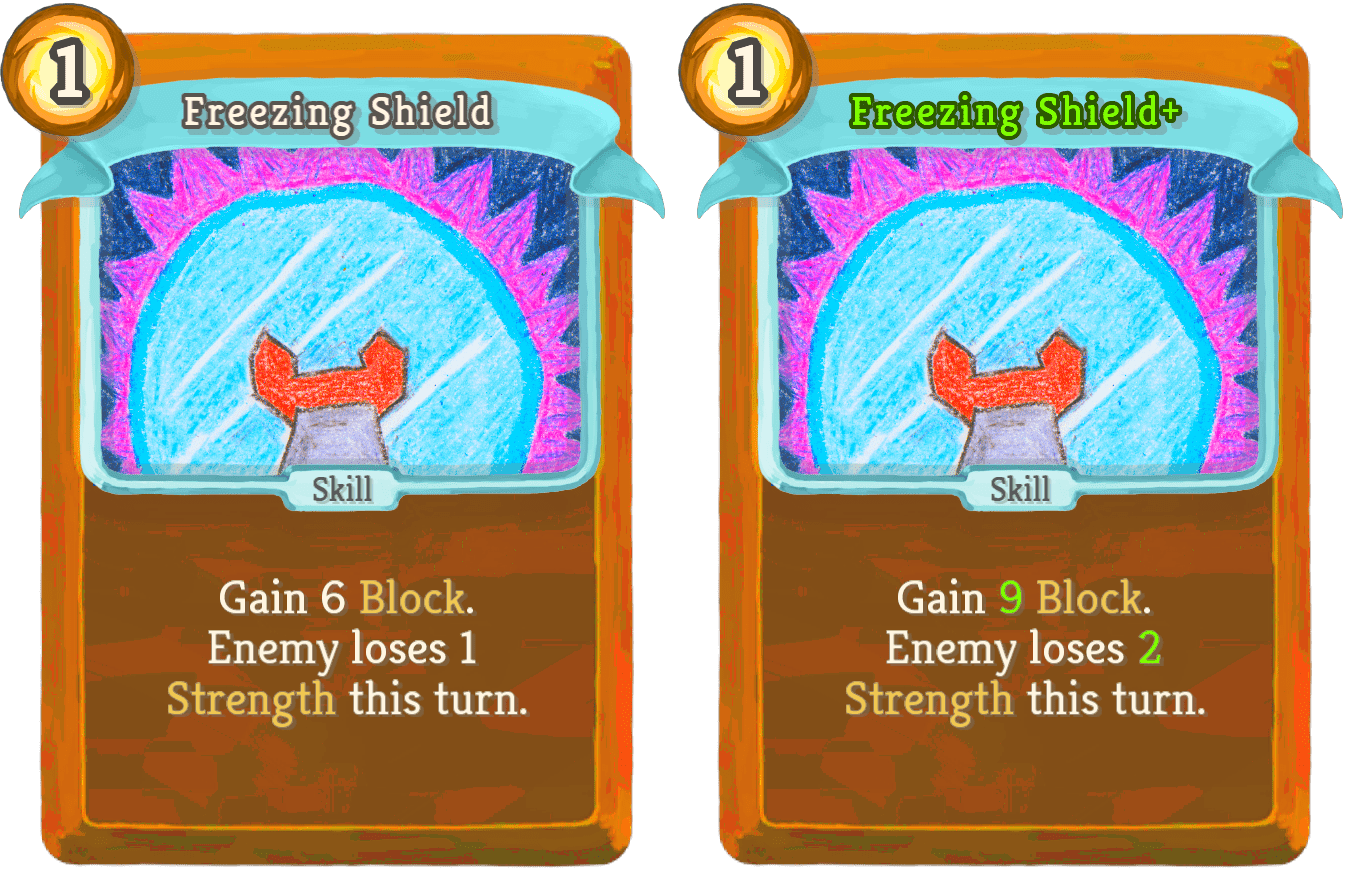 1
Freezing Shield
Skill
Gain 6 Block.
Enemy loses 1
Strength this turn.
1
Freezing Shield+
Skill
Gain 9 Block.
Enemy loses 2
Strength this turn.